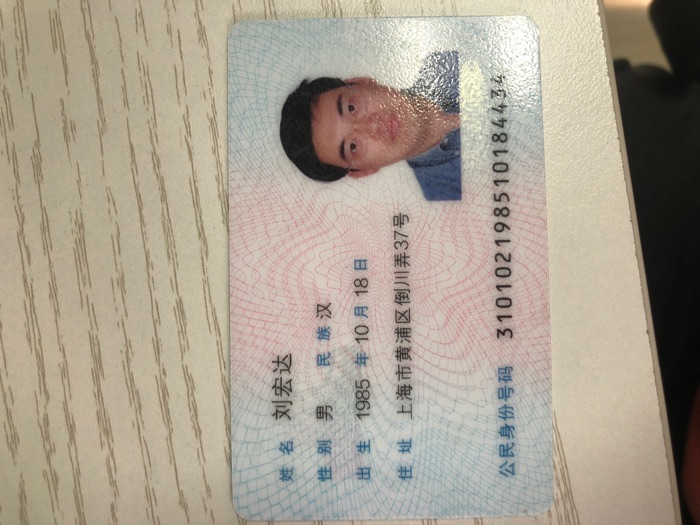 姓名 刘宏达
性别 男 民族 汉
出生 1985 年 10 月 18 日
住址 上海市黄浦区倒川弄37号
公民身份号码 310102198510184434